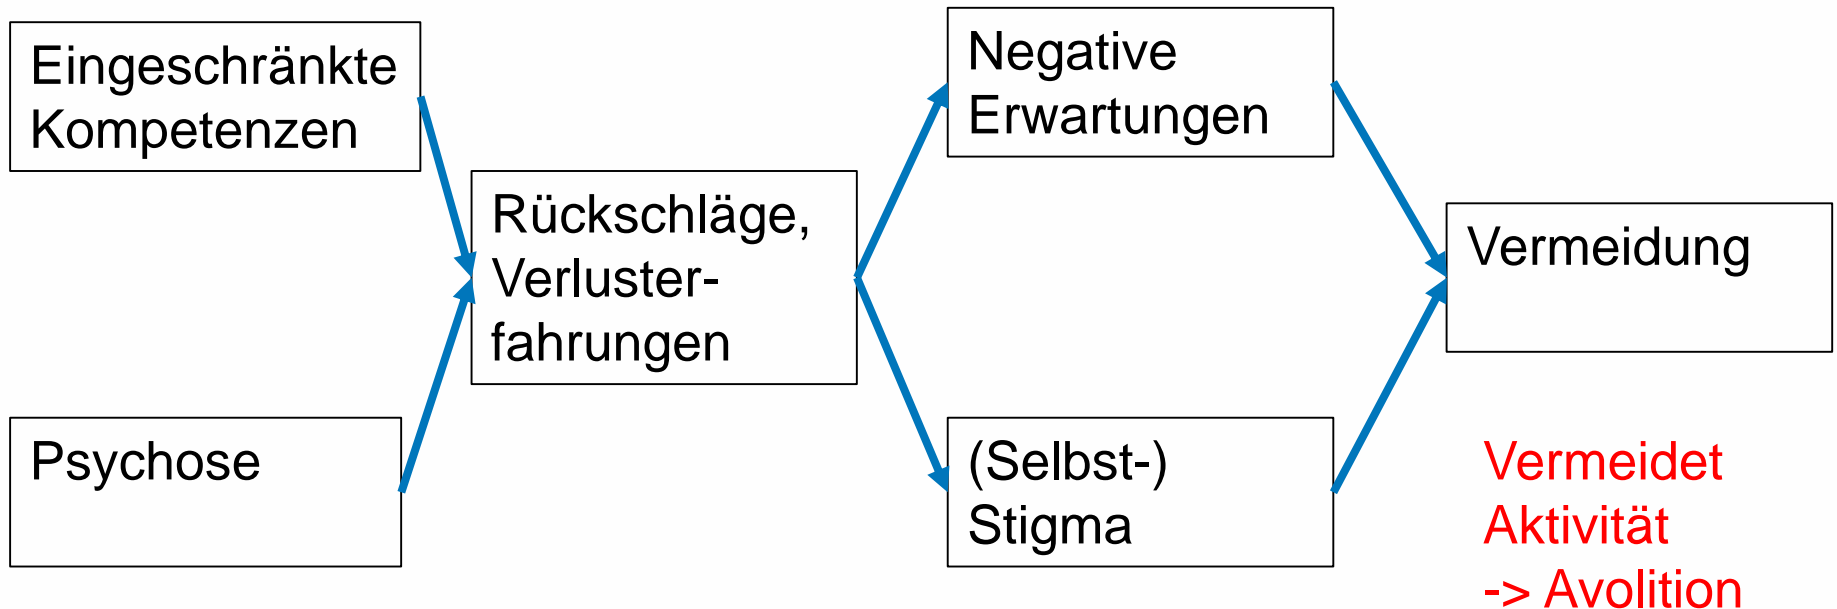 Eingeschränkte
Kompetenzen
Psychose
Rückschläge,
Verluster-
fahrungen
Negative
Erwartungen
(Selbst-)
Stigma
Vermeidung
Vermeidet
Aktivität
-> Avolition